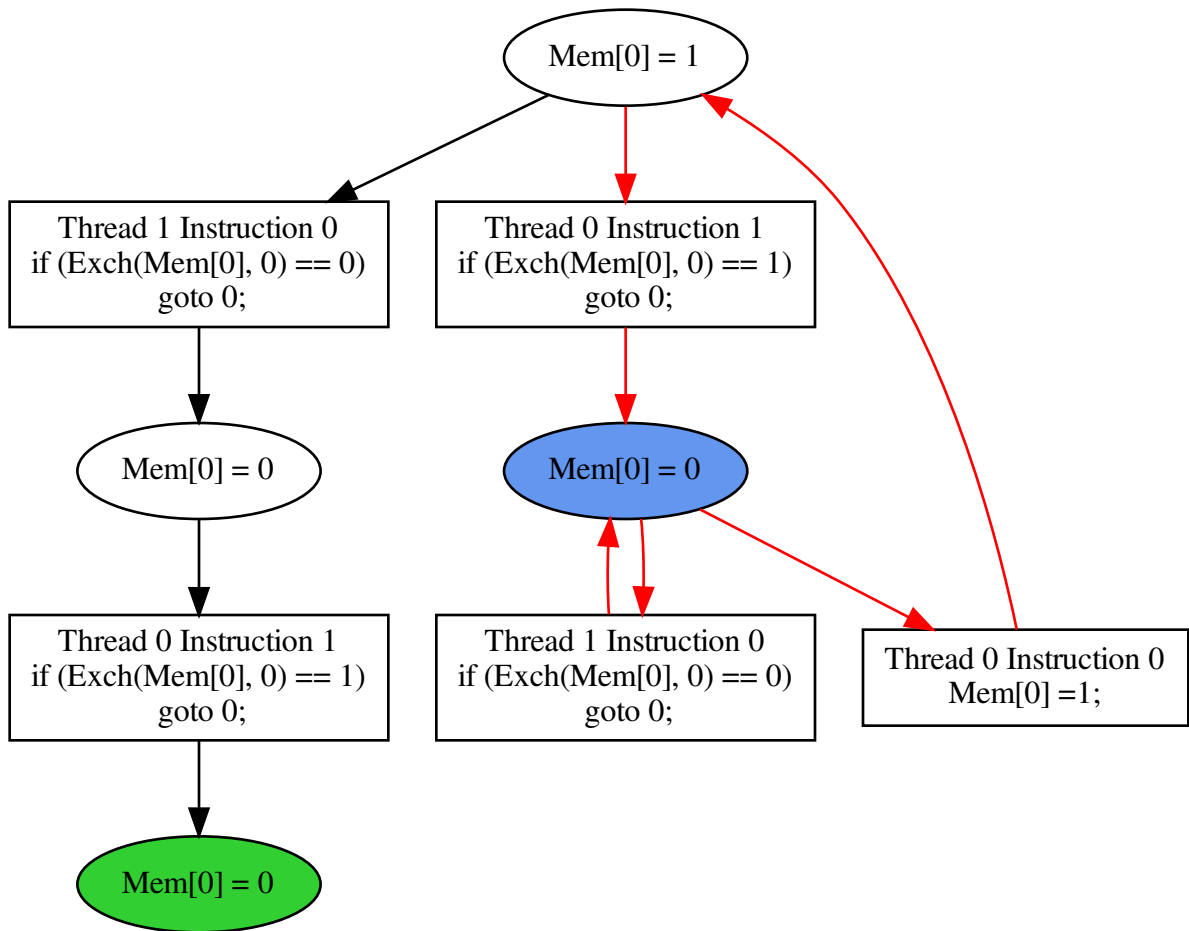 Mem[0] = 1
Thread 1 Instruction 0
if (Exch(Mem[0], 0) == 0)
goto 0;
Thread 0 Instruction 1
if (Exch(Mem[0], 0) == 1)
goto 0;
Mem[0] = 0
Mem[0] = 0
Thread 0 Instruction 1
if (Exch(Mem[0], 0) == 1)
goto 0;
Thread 1 Instruction 0
if (Exch(Mem[0], 0) == 0)
goto 0;
Thread 0 Instruction 0
Mem[0] =1;
Mem[0] = 0